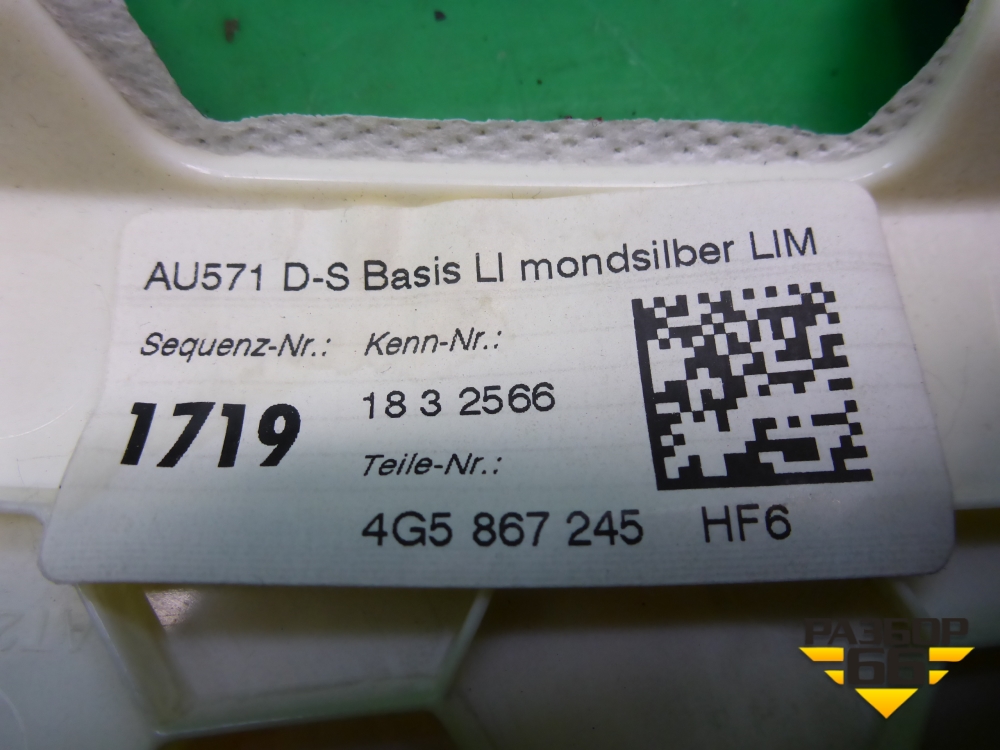 AU571 D-S Basis LI mondsilber LIM
Sequenz-Nr.: Kenn-Nr.:
1719 18 3 2566
Teile-Nr.:
4G5 867 245 HF6
РАЗБОР
66